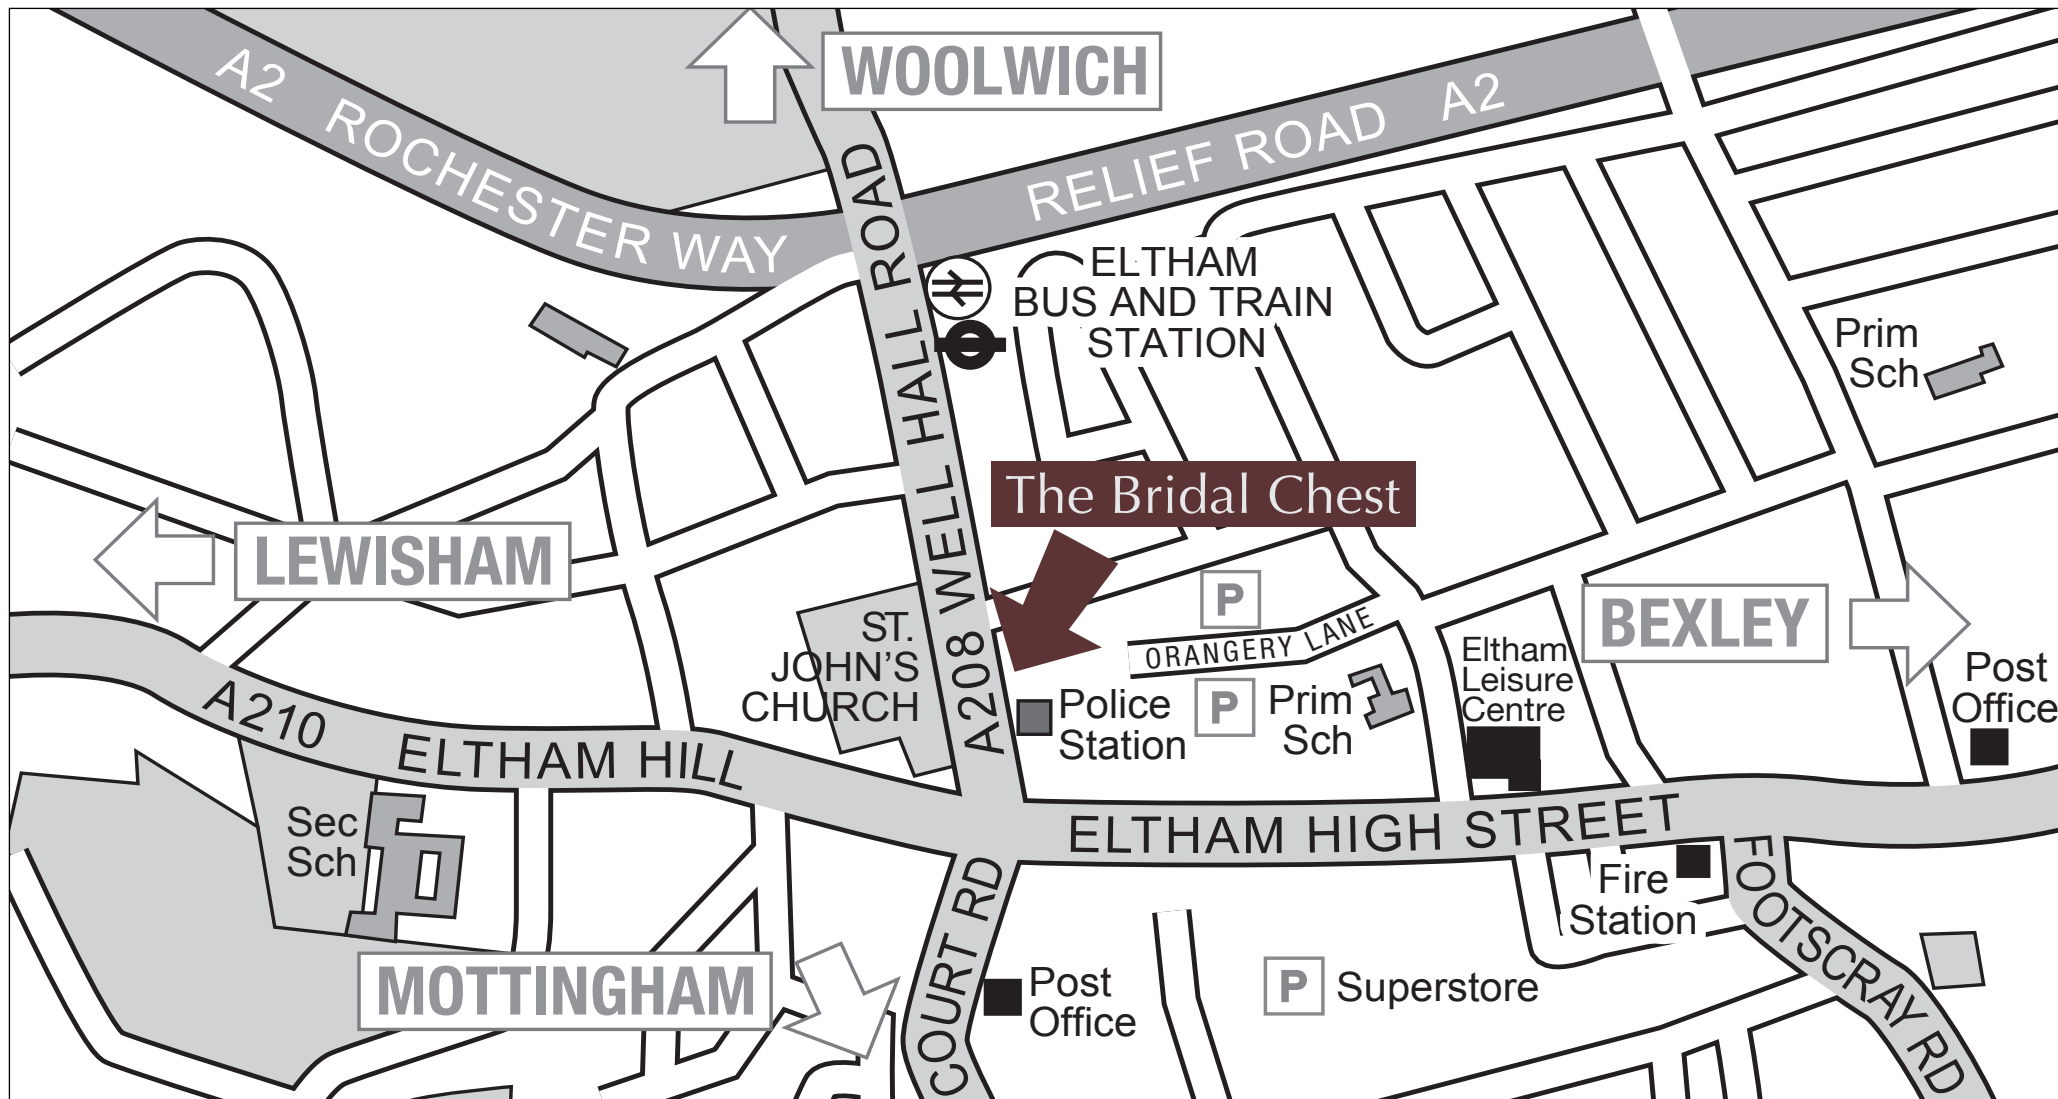 WOOLWICH
A2 ROCHESTER WAY
RELIEF ROAD A2
ELTHAM
BUS AND TRAIN
STATION
Prim
Sch
The Bridal Chest
A208 WELL HALL ROAD
LEWISHAM
P
ORANGERY LANE
BEXLEY
ST.
JOHN'S
CHURCH
Eltham
Leisure
Centre
Post
Office
P
Police
Station
Prim
Sch
A210 ELTHAM HILL
ELTHAM HIGH STREET
Sec
Sch
Fire
Station
FOOTSCRAY RD
COURT RD
MOTTINGHAM
Post
Office
P
Superstore